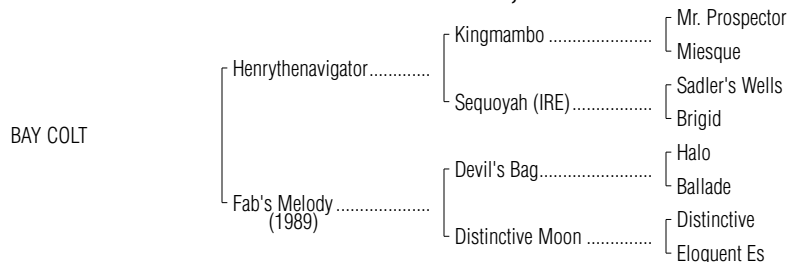 Mr. Prospector
Kingmambo
Miesque
Henrythenavigator
Sadler's Wells
Sequoyah (IRE)
Brigid
BAY COLT
Halo
Devil's Bag
Ballade
Fab's Melody
(1989)
Distinctive
Distinctive Moon
Eloquent Es